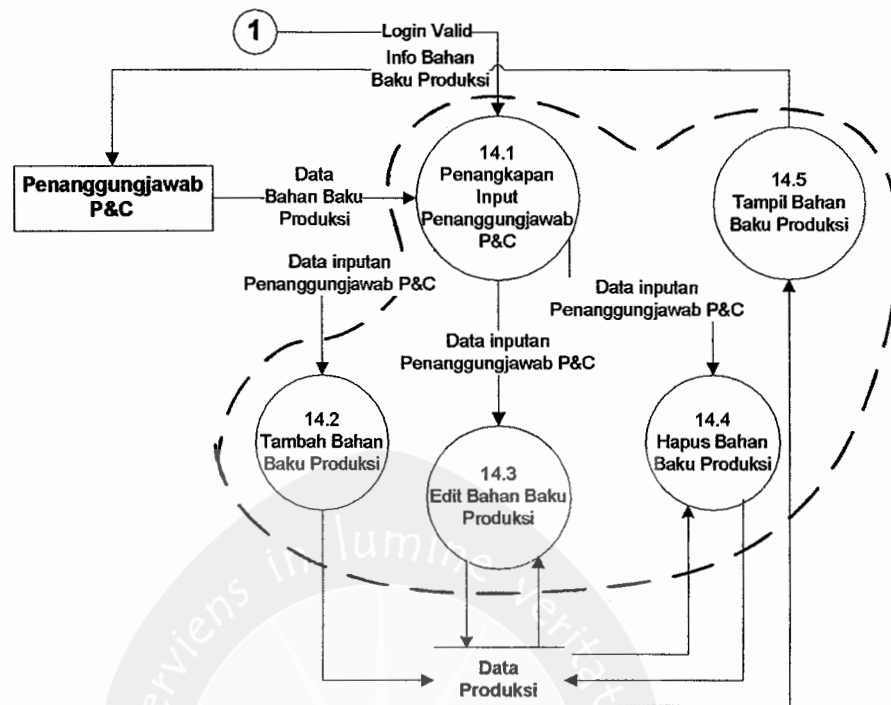 1
Login Valid
Info Bahan
Baku Produksi
Penanggungjawab
P&C
Data
Bahan Baku
Produksi
14.1
Penangkapan
Input
Penanggungjawab
P&C
14.5
Tampil Bahan
Baku Produksi
Data inputan
Penanggungjawab P&C
Data inputan
Penanggungjawab P&C
Data inputan
Penanggungjawab P&C
14.2
Tambah Bahan
Baku Produksi
14.3
Edit Bahan Baku
Produksi
14.4
Hapus Bahan
Baku Produksi
Data
Produksi
in lumine